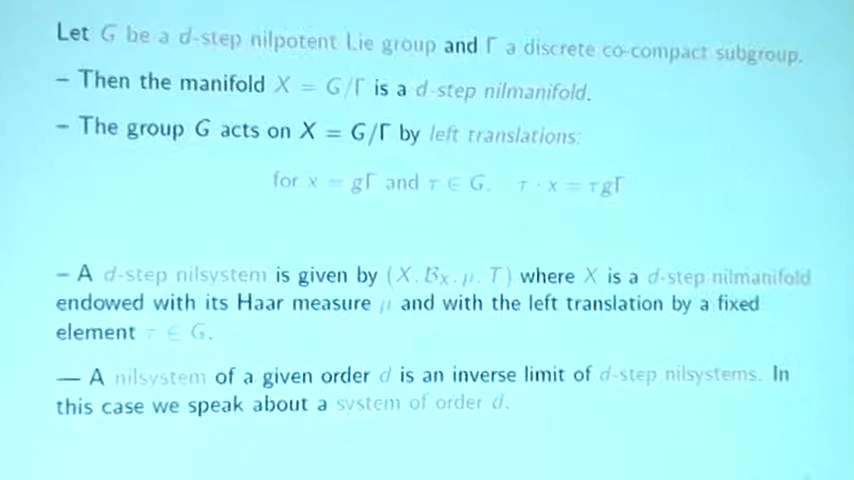 Let G be a d-step nilpotent Lie group and Γ a discrete co-compact subgroup.
– Then the manifold X = G/Γ is a d-step nilmanifold.
– The group G acts on X = G/Γ by left translations:
for x = gΓ and τ ∈ G, τ · x = τgΓ
– A d-step nilsystem is given by (X, ℬ_X, μ, T) where X is a d-step nilmanifold
endowed with its Haar measure μ and with the left translation by a fixed
element τ ∈ G.
— A nilsystem of a given order d is an inverse limit of d-step nilsystems. In
this case we speak about a system of order d.